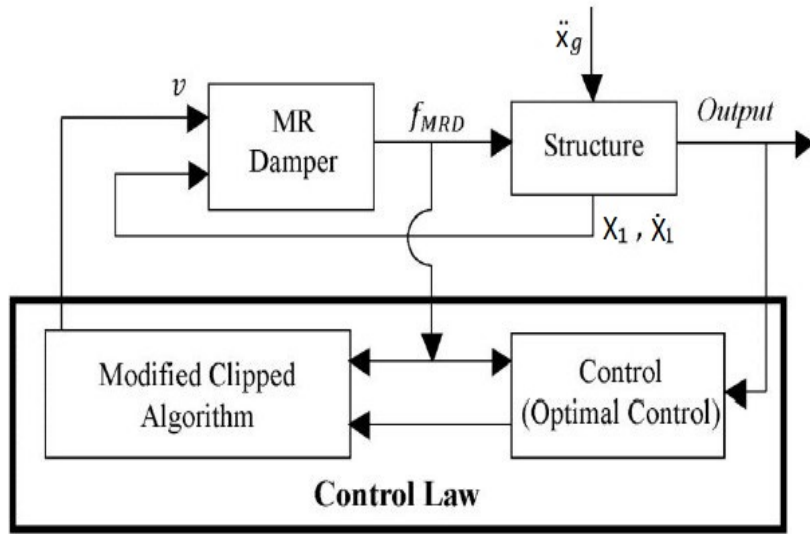 ẍg
v
MR
Damper
fMRD
Structure
Output
X1 , Ẋ1
Modified Clipped
Algorithm
Control
(Optimal Control)
Control Law